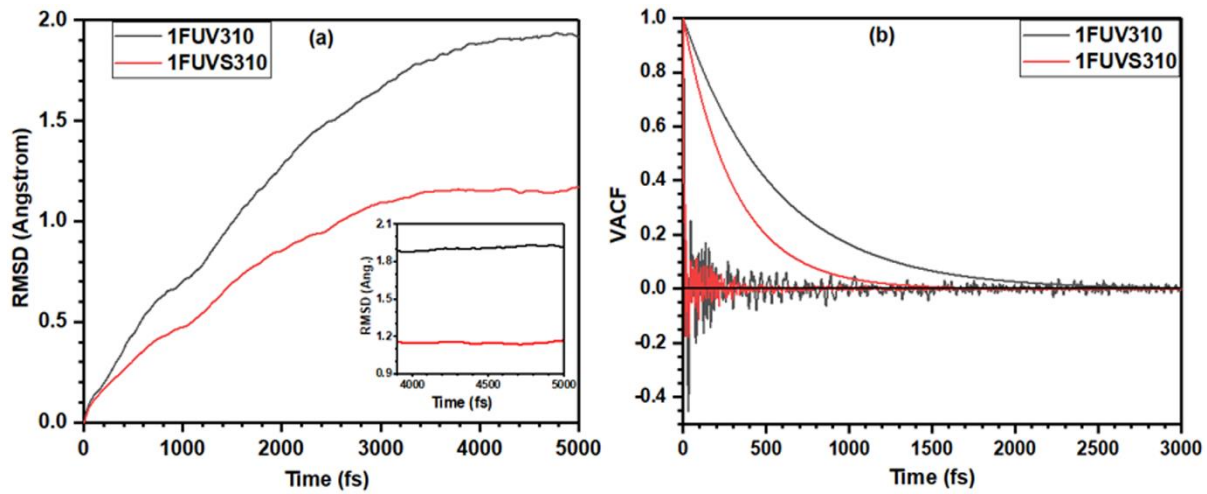 (a)
1FUV310
1FUVS310
RMSD (Angstrom)
2.0
1.5
1.0
0.5
0.0
0 1000 2000 3000 4000 5000
Time (fs)
RMSD (Ang.)
2.1
1.8
1.5
1.2
0.9
4000 4500 5000
Time (fs)
(b)
1FUV310
1FUVS310
VACF
1.0
0.8
0.6
0.4
0.2
0.0
-0.2
-0.4
0 500 1000 1500 2000 2500 3000
Time (fs)